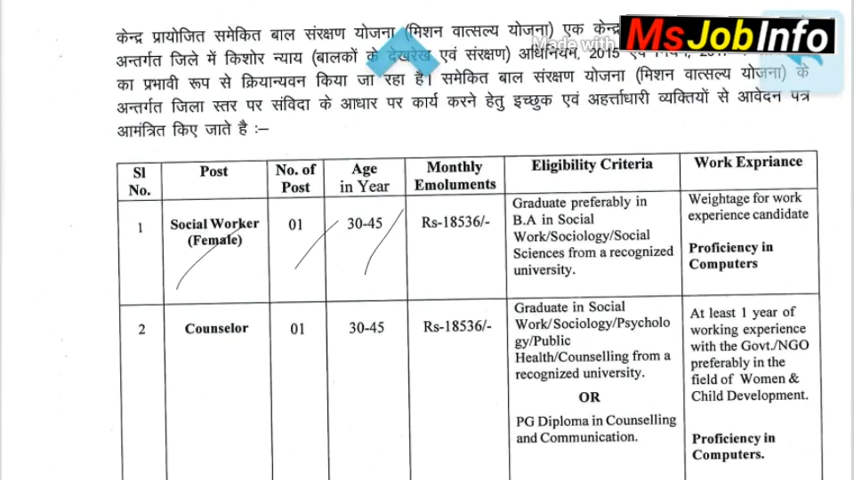 केन्द्र प्रायोजित समेकित बाल संरक्षण योजना (मिशन वात्सल्य योजना) एक केन्द्र
MsJobInfo
Made with
अन्तर्गत जिले में किशोर न्याय (बालकों के देखरेख एवं संरक्षण) अधिनियम, 2015
का प्रभावी रूप से क्रियान्वयन किया जा रहा है। समेकित बाल संरक्षण योजना (मिशन वात्सल्य योजना) के
अन्तर्गत जिला स्तर पर संविदा के आधार पर कार्य करने हेतु इच्छुक एवं अहर्त्ताधारी व्यक्तियों से आवेदन पत्र
आमंत्रित किए जाते है :–
Sl No.
Post
No. of Post
Age in Year
Monthly Emoluments
Eligibility Criteria
Work Expriance
1
Social Worker
(Female)
01
30-45
Rs-18536/-
Graduate preferably in
B.A in Social
Work/Sociology/Social
Sciences from a recognized
university.
Weightage for work
experience candidate
Proficiency in
Computers
2
Counselor
01
30-45
Rs-18536/-
Graduate in Social
Work/Sociology/Psycholo
gy/Public
Health/Counselling from a
recognized university.
OR
PG Diploma in Counselling
and Communication.
At least 1 year of
working experience
with the Govt./NGO
preferably in the
field of Women &
Child Development.
Proficiency in
Computers.